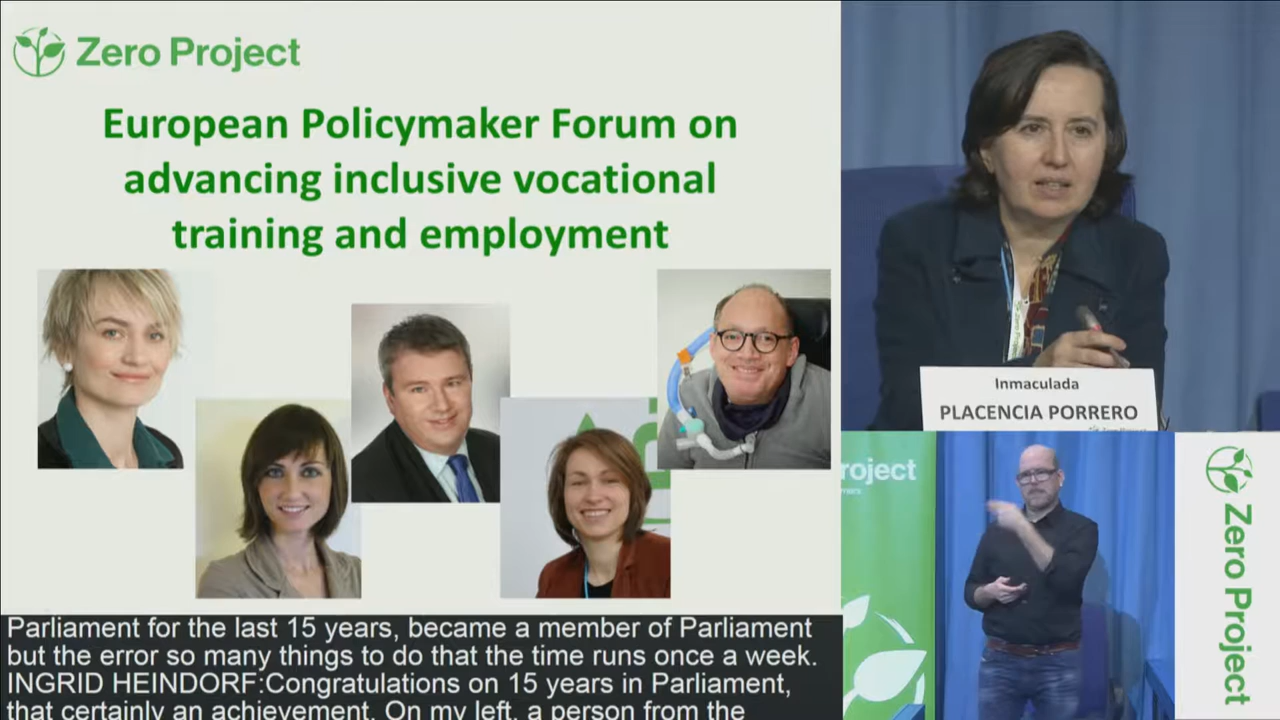 Zero Project
European Policymaker Forum on
advancing inclusive vocational
training and employment
Parliament for the last 15 years, became a member of Parliament
but the error so many things to do that the time runs once a week.
INGRID HEINDORF:Congratulations on 15 years in Parliament,
that certainly an achievement. On my left, a person from the
Inmaculada
PLACENCIA PORRERO
roject
Zero Project